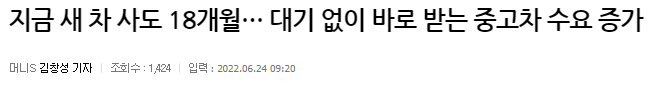 지금 새 차 사도 18개월… 대기 없이 바로 받는 중고차 수요 증가
머니S 김창성 기자 | 조회수 : 1,424 | 입력 : 2022.06.24 09:20